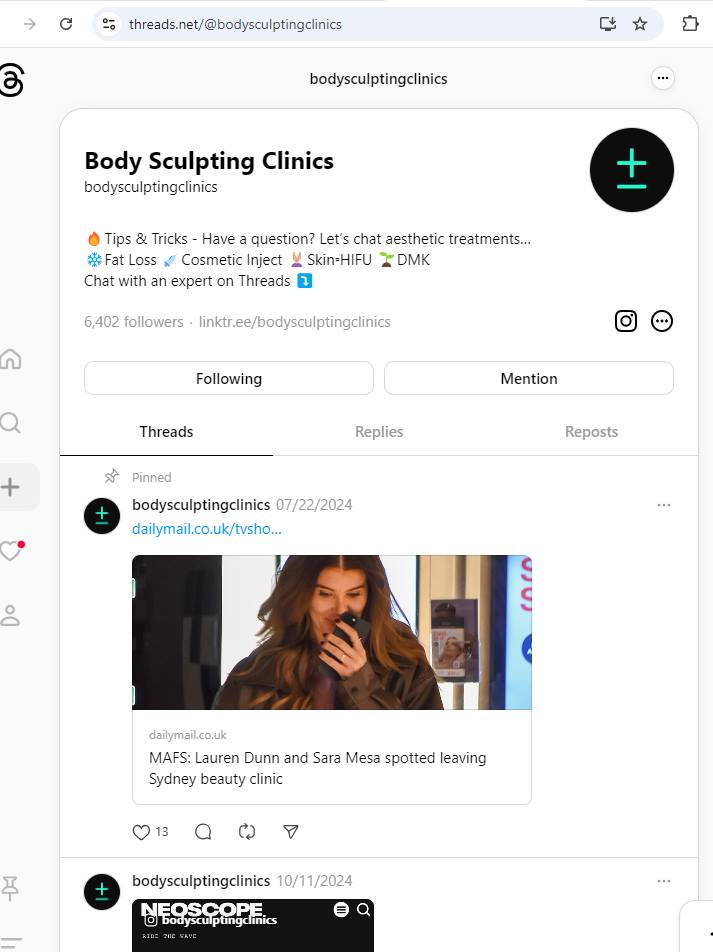 threads.net/@bodysculptingclinics
bodysculptingclinics
Body Sculpting Clinics
bodysculptingclinics
🔥Tips & Tricks - Have a question? Let's chat aesthetic treatments...
❄️Fat Loss 💉Cosmetic Inject Skin HIFU 🌱DMK
Chat with an expert on Threads ⤵️
6,402 followers · linktr.ee/bodysculptingclinics
Following
Mention
Threads
Replies
Reposts
Pinned
bodysculptingclinics 07/22/2024
dailymail.co.uk/tvsho...
dailymail.co.uk
MAFS: Lauren Dunn and Sara Mesa spotted leaving
Sydney beauty clinic
13
bodysculptingclinics 10/11/2024
NEOSCOPE
bodysculptingclinics
RIDE THE WAVE